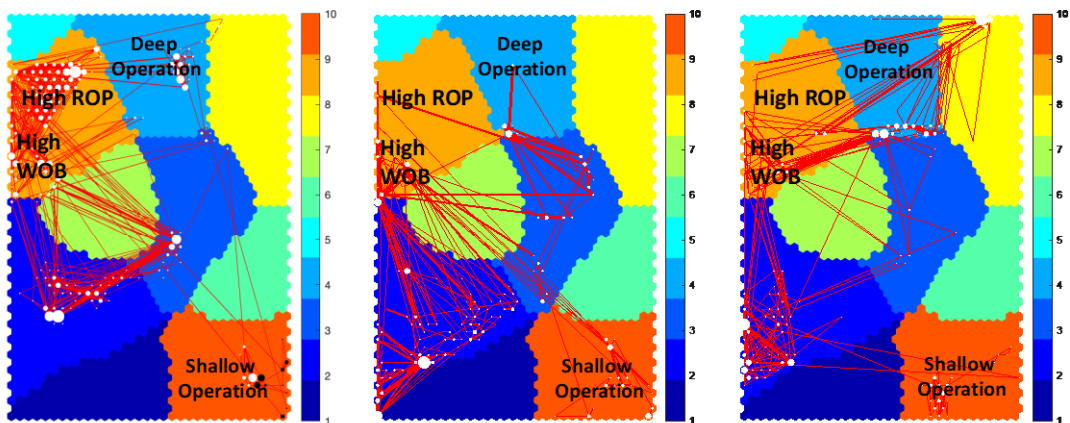 Deep
Operation
High ROP
High
WOB
Shallow
Operation
10
9
8
7
6
5
4
3
2
1
Deep
Operation
High ROP
High
WOB
Shallow
Operation
10
9
8
7
6
5
4
3
2
1
Deep
Operation
High ROP
High
WOB
Shallow
Operation
10
9
8
7
6
5
4
3
2
1